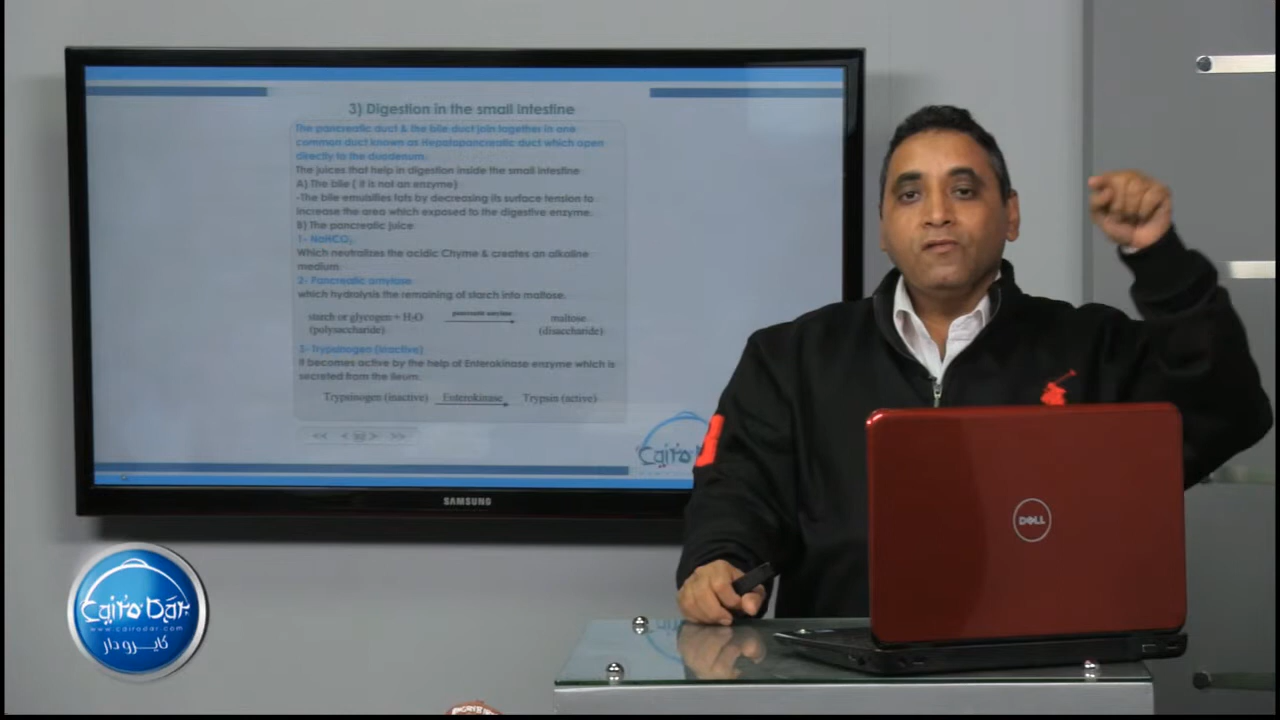 3) Digestion in the small intestine
The pancreatic duct & the bile duct join together in one
common duct known as Hepatopancreatic duct which open
directly to the duodenum.
The juices that help in digestion inside the small intestine
A) The bile ( it is not an enzyme)
-The bile emulsifies fats by decreasing its surface tension to
increase the area which exposed to the digestive enzyme.
B) The pancreatic juice
1- NaHCO3.
Which neutralizes the acidic Chyme & creates an alkaline
medium.
2- Pancreatic amylase
which hydrolysis the remaining of starch into maltose.
starch or glycogen + H2O pancreatic amylase maltose
(polysaccharide) (disaccharide)
3- Trypsinogen (inactive)
It becomes active by the help of Enterokinase enzyme which is
secreted from the ileum.
Trypsinogen (inactive) Enterokinase Trypsin (active)
<< < > >>
Cairo D
SAMSUNG
DELL
Cairo Dar
www.cairodar.com
كايرو دار